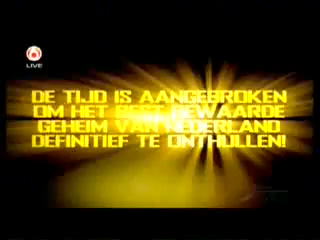 LIVE
DE TIJD IS AANGEBROKEN
OM HET BEST BEWAARDE
GEHEIM VAN NEDERLAND
DEFINITIEF TE ONTHULLEN!